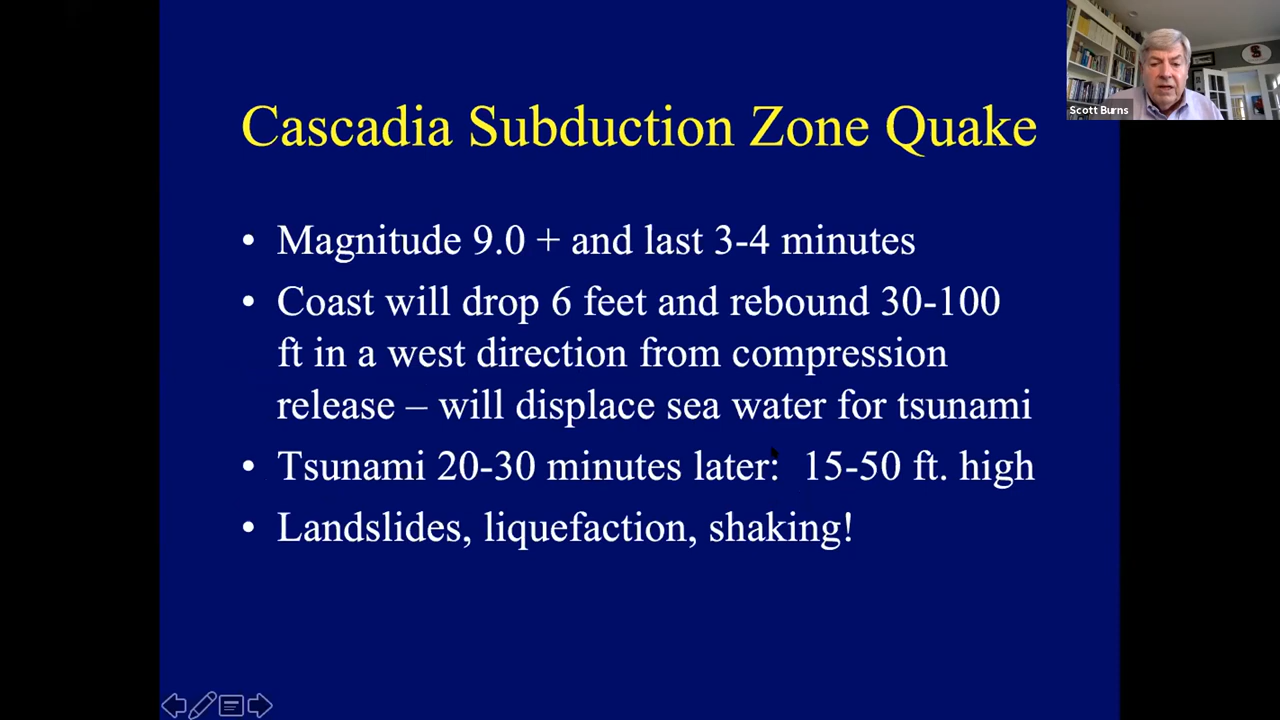 Scott Burns
Cascadia Subduction Zone Quake
• Magnitude 9.0 + and last 3-4 minutes
• Coast will drop 6 feet and rebound 30-100
ft in a west direction from compression
release – will displace sea water for tsunami
• Tsunami 20-30 minutes later:  15-50 ft. high
• Landslides, liquefaction, shaking!